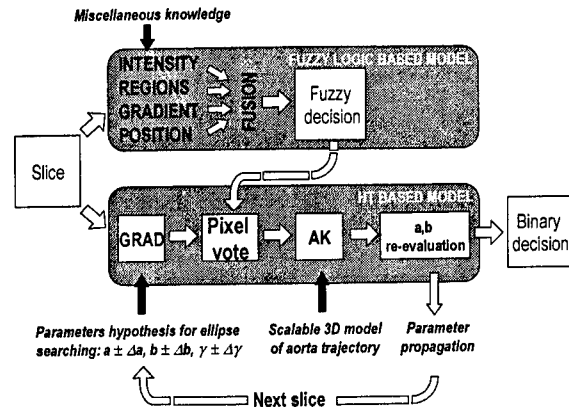 Miscellaneous knowledge
FUZZY LOGIC BASED MODEL
INTENSITY
REGIONS
GRADIENT
POSITION
FUSION
Fuzzy
decision
Slice
HT BASED MODEL
GRAD
Pixel
vote
AK
a,b
re-evaluation
Binary
decision
Parameters hypothesis for ellipse
searching: a ± Δa, b ± Δb, γ ± Δγ
Scalable 3D model
of aorta trajectory
Parameter
propagation
Next slice